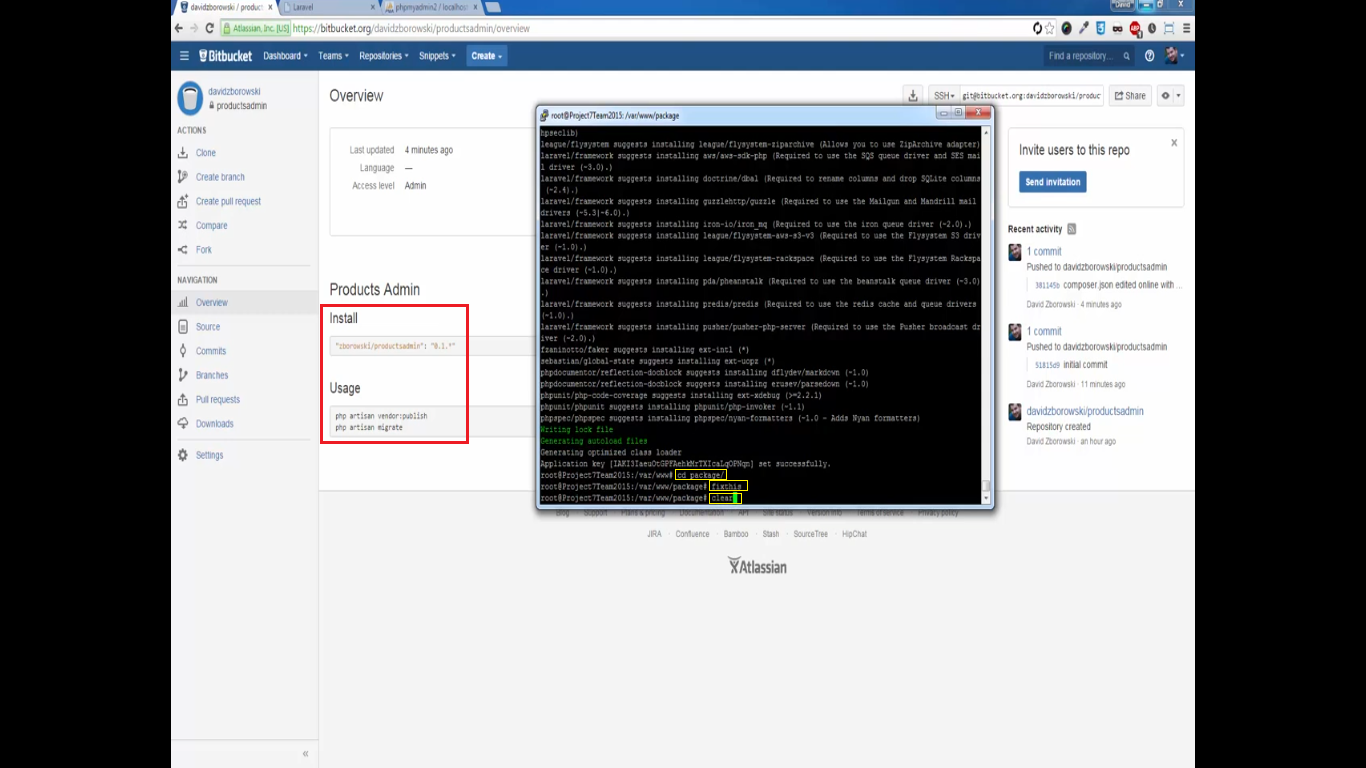 davidzborowski / product:
Laravel
phpmyadmin2 / localhost
David
Atlassian, Inc. [US]
https://bitbucket.org/davidzborowski/productsadmin/overview
Bitbucket
Dashboard
Teams
Repositories
Snippets
Create
Find a repository...
davidzborowski
productsadmin
ACTIONS
Clone
Create branch
Create pull request
Compare
Fork
NAVIGATION
Overview
Source
Commits
Branches
Pull requests
Downloads
Settings
«
Overview
SSH
git@bitbucket.org:davidzborowski/produc
Share
Last updated 4 minutes ago
Language —
Access level Admin
Products Admin
Install
"zborowski/productsadmin": "0.1.*"
Usage
php artisan vendor:publish
php artisan migrate
root@Project7Team2015: /var/www/package
hpseclib)
league/flysystem suggests installing league/flysystem-ziparchive (Allows you to use ZipArchive adapter)
laravel/framework suggests installing aws/aws-sdk-php (Required to use the SQS queue driver and SES mai
l driver (~3.0).)
laravel/framework suggests installing doctrine/dbal (Required to rename columns and drop SQLite columns
(~2.4).)
laravel/framework suggests installing guzzlehttp/guzzle (Required to use the Mailgun and Mandrill mail
drivers (~5.3|~6.0).)
laravel/framework suggests installing iron-io/iron_mq (Required to use the iron queue driver (~2.0).)
laravel/framework suggests installing league/flysystem-aws-s3-v3 (Required to use the Flysystem S3 driv
er (~1.0).)
laravel/framework suggests installing league/flysystem-rackspace (Required to use the Flysystem Rackspa
ce driver (~1.0).)
laravel/framework suggests installing pda/pheanstalk (Required to use the beanstalk queue driver (~3.0)
.)
laravel/framework suggests installing predis/predis (Required to use the redis cache and queue drivers
(~1.0).)
laravel/framework suggests installing pusher/pusher-php-server (Required to use the Pusher broadcast dr
iver (~2.0).)
fzaninotto/faker suggests installing ext-intl (*)
sebastian/global-state suggests installing ext-uopz (*)
phpdocumentor/reflection-docblock suggests installing dflydev/markdown (~1.0)
phpdocumentor/reflection-docblock suggests installing erusev/parsedown (~1.0)
phpunit/php-code-coverage suggests installing ext-xdebug (>=2.2.1)
phpunit/phpunit suggests installing phpunit/php-invoker (~1.1)
phpspec/phpspec suggests installing phpspec/nyan-formatters (~1.0 - Adds Nyan formatters)
Writing lock file
Generating autoload files
Generating optimized class loader
Application key [IAKI3IaeuOtGPFAehkMrTXIcaLqOPNqn] set successfully.
root@Project7Team2015:/var/www# cd package/
root@Project7Team2015:/var/www/package# fixthis
root@Project7Team2015:/var/www/package# clear
Invite users to this repo
Send invitation
Recent activity
1 commit
Pushed to davidzborowski/productsadmin
381145b composer.json edited online with ...
David Zborowski · 4 minutes ago
1 commit
Pushed to davidzborowski/productsadmin
51815d9 initial commit
David Zborowski · 11 minutes ago
davidzborowski/productsadmin
Repository created
David Zborowski · an hour ago
Blog Support Plans & pricing Documentation API Site status Version info Terms of service Privacy policy
JIRA Confluence Bamboo Stash SourceTree HipChat
Atlassian